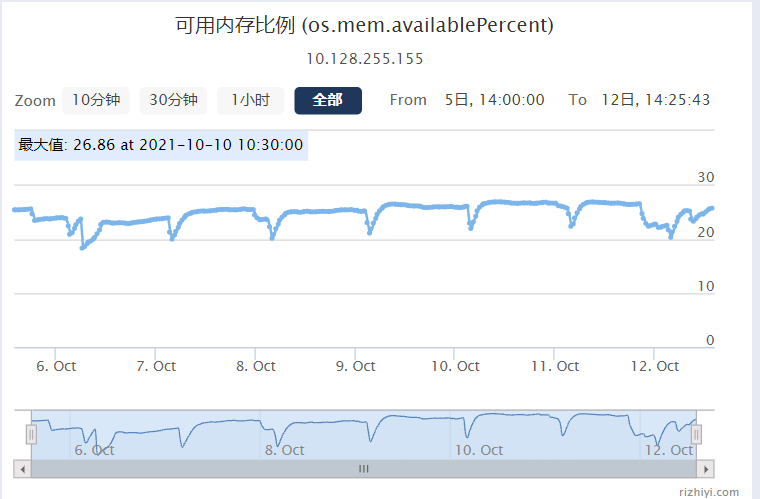 可用内存比例 (os.mem.availablePercent)
10.128.255.155
Zoom 10分钟 30分钟 1小时 全部 From 5日, 14:00:00 To 12日, 14:25:43
最大值: 26.86 at 2021-10-10 10:30:00
30
20
10
0
6. Oct 7. Oct 8. Oct 9. Oct 10. Oct 11. Oct 12. Oct
6. Oct 8. Oct 10. Oct 12. Oct
rizhiyi.com